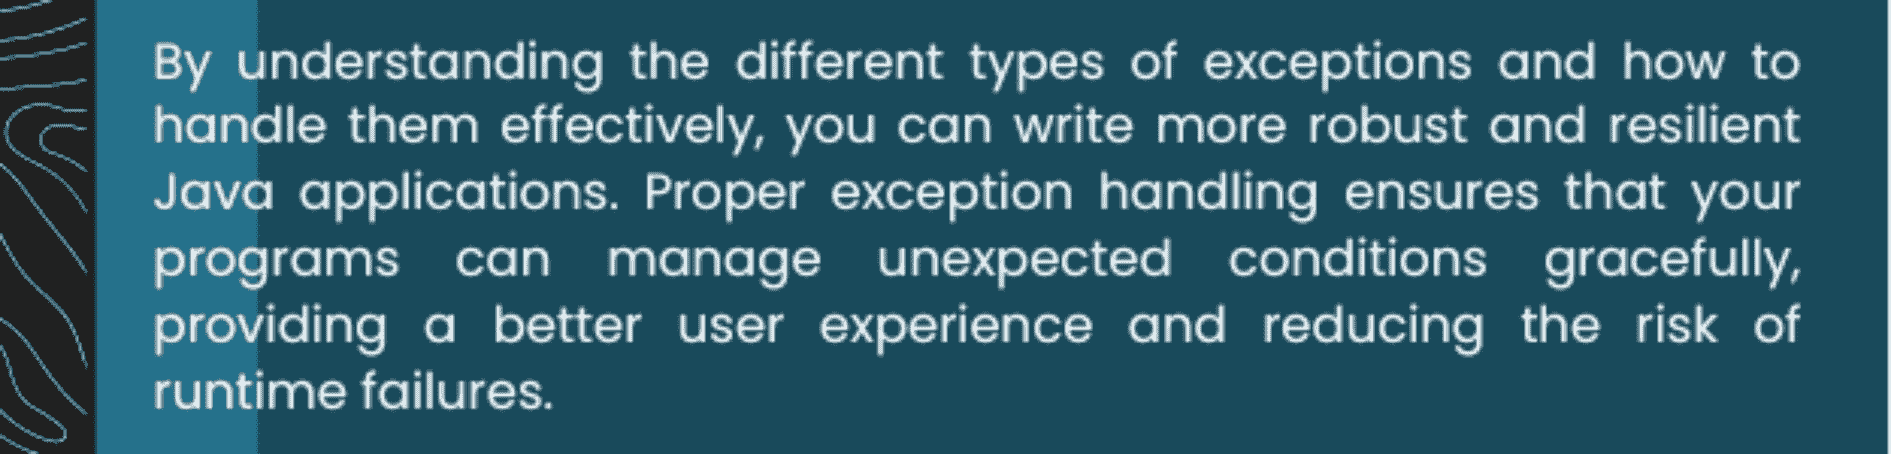 By understanding the different types of exceptions and how to
handle them effectively, you can write more robust and resilient
Java applications. Proper exception handling ensures that your
programs can manage unexpected conditions gracefully,
providing a better user experience and reducing the risk of
runtime failures.